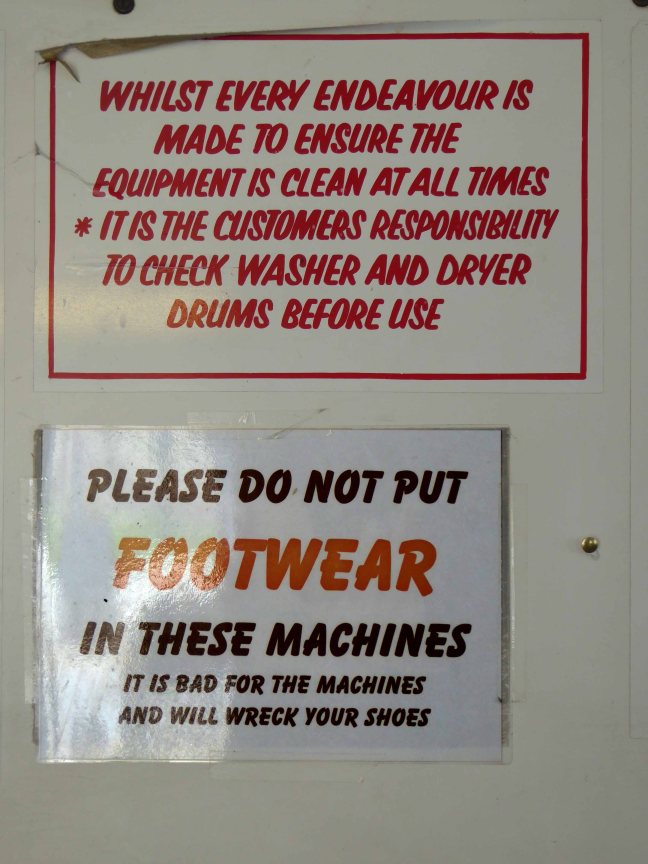 WHILST EVERY ENDEAVOUR IS
MADE TO ENSURE THE
EQUIPMENT IS CLEAN AT ALL TIMES
* IT IS THE CUSTOMERS RESPONSIBILITY
TO CHECK WASHER AND DRYER
DRUMS BEFORE USE
PLEASE DO NOT PUT
FOOTWEAR
IN THESE MACHINES
IT IS BAD FOR THE MACHINES
AND WILL WRECK YOUR SHOES